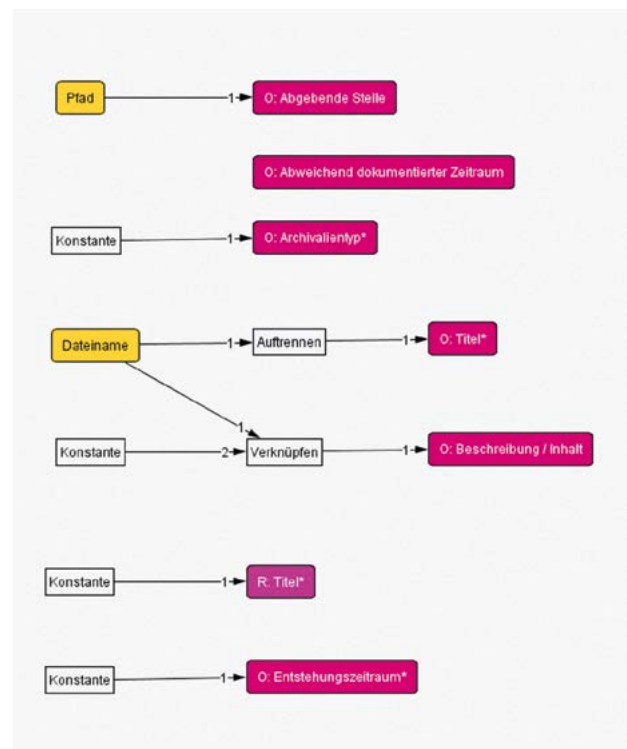 Pfad 1 O: Abgebende Stelle
O: Abweichend dokumentierter Zeitraum
Konstante 1 O: Archivalientyp*
Dateiname 1 Auftrennen 1 O: Titel*
1
Konstante 2 Verknüpfen 1 O: Beschreibung / Inhalt
Konstante 1 R: Titel*
Konstante 1 O: Entstehungszeitraum*